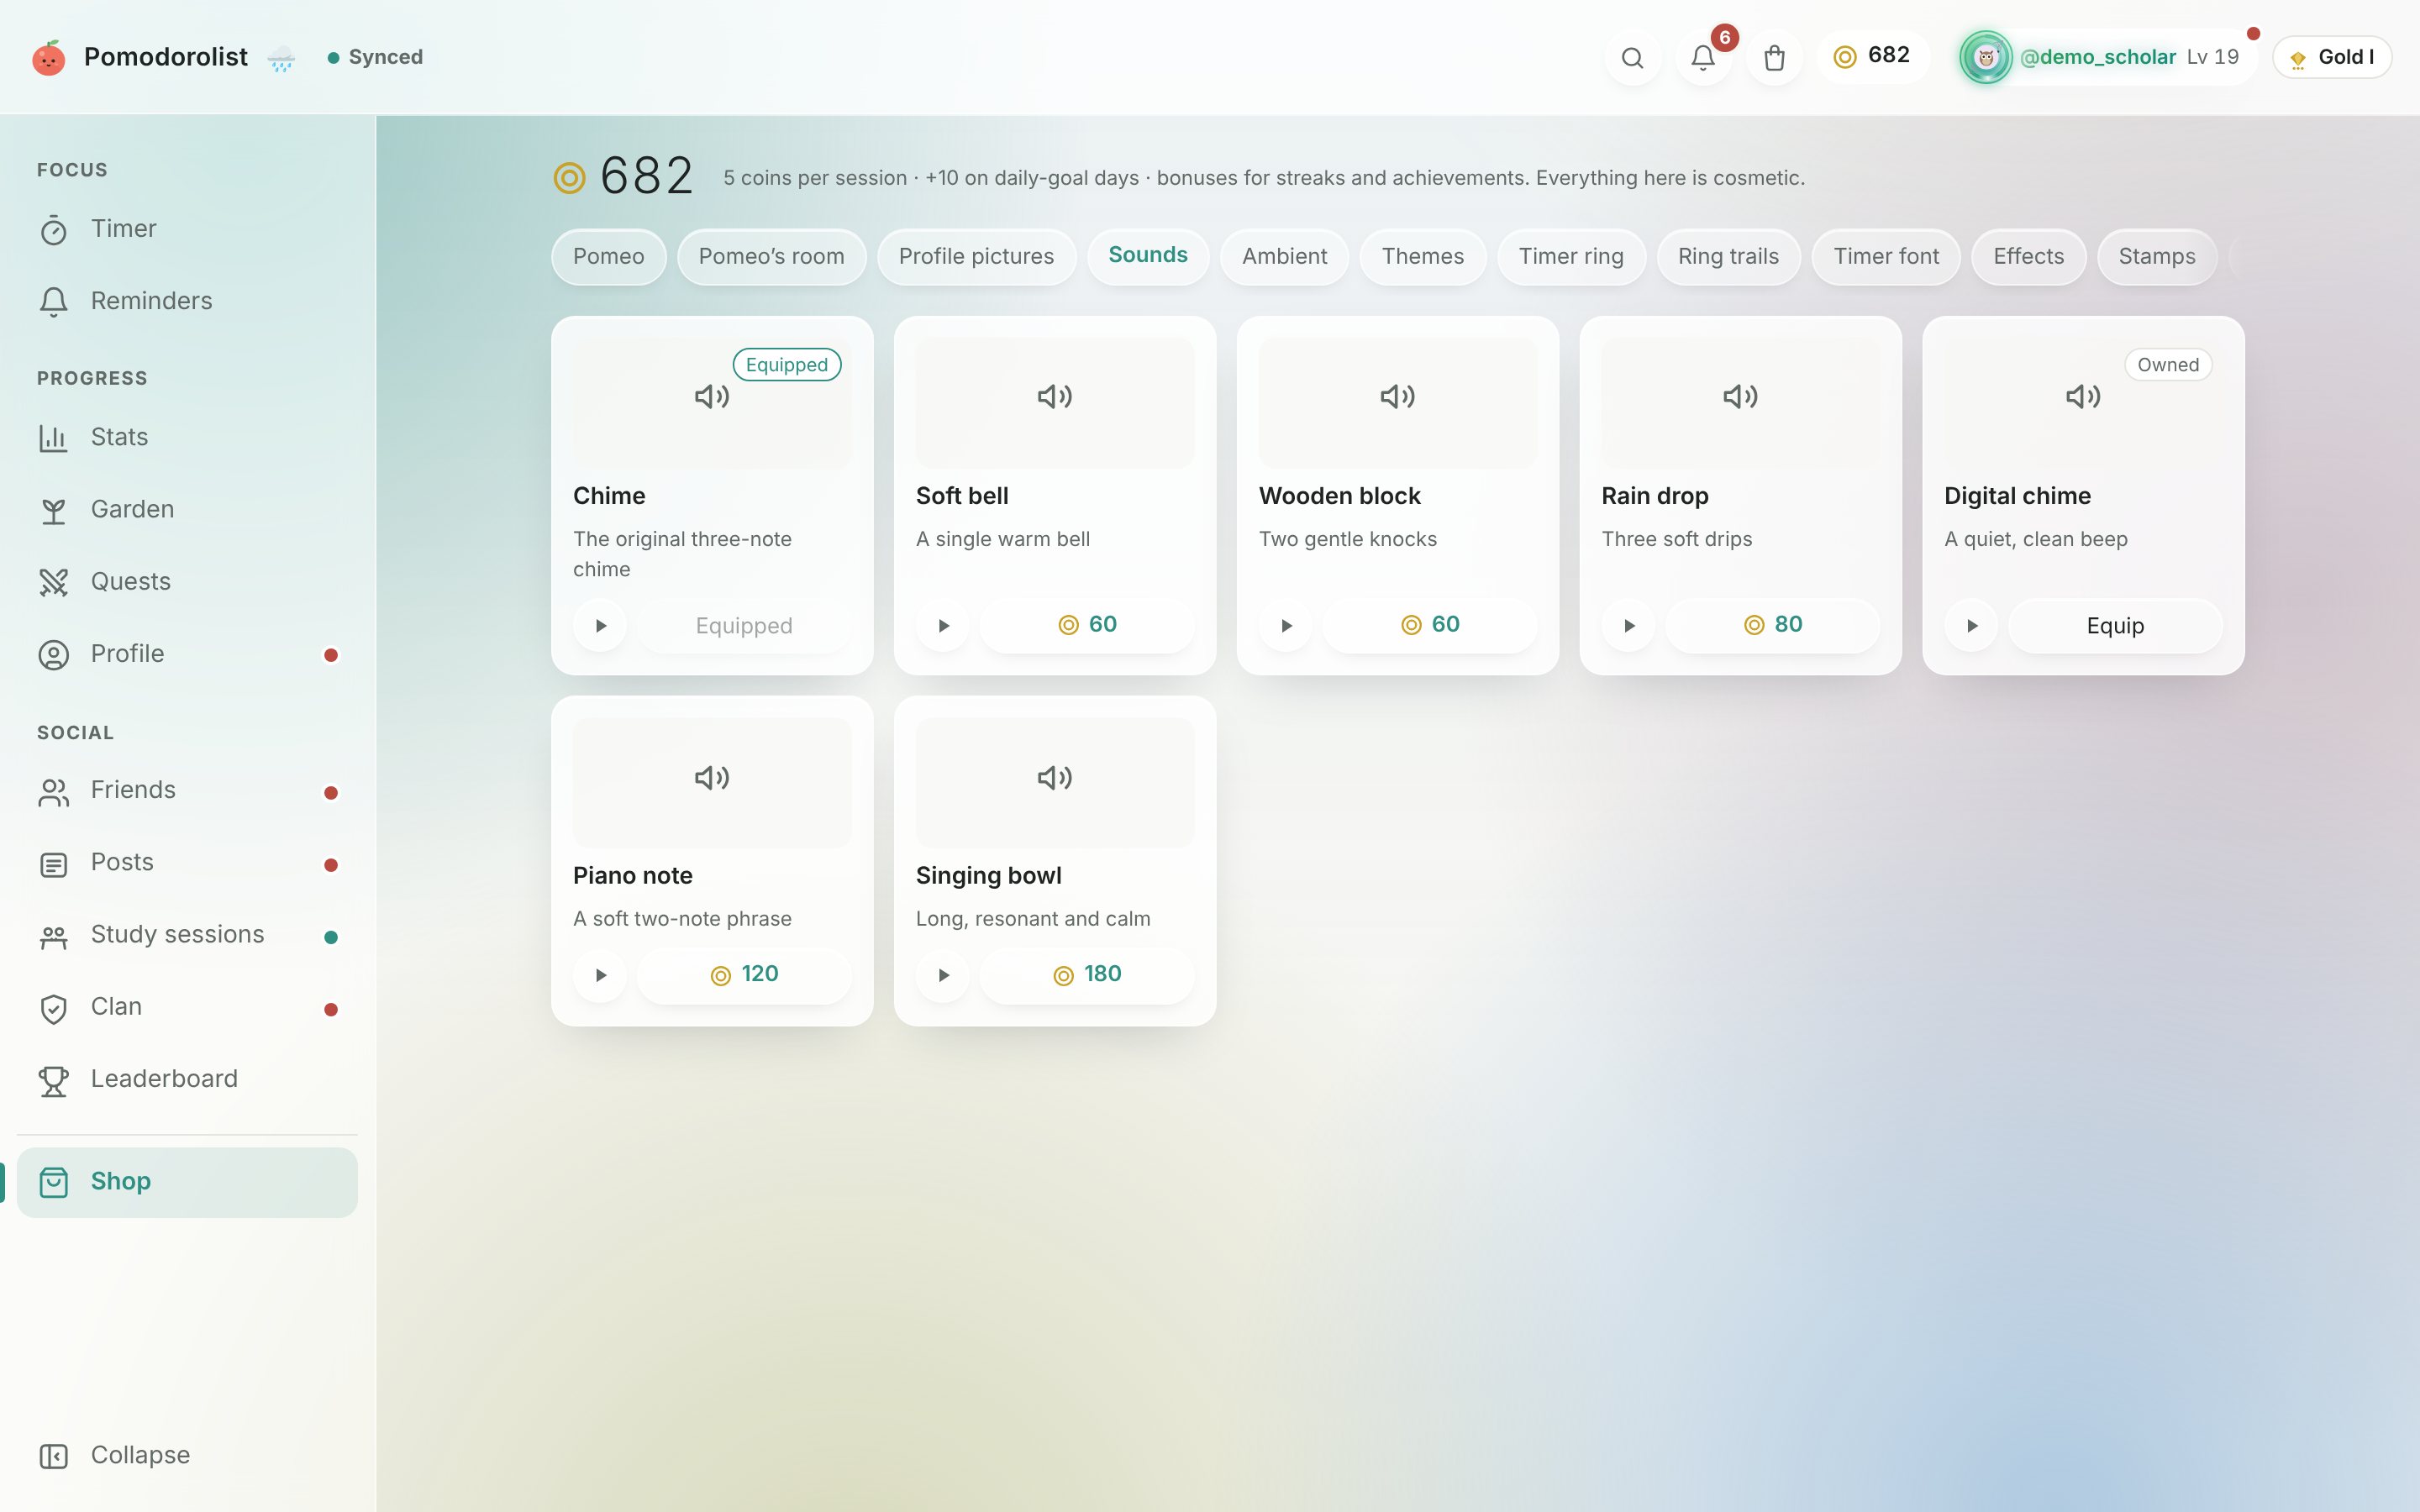 Pomodorolist
Synced
6
682
@demo_scholar Lv 19
Gold I
FOCUS
Timer
Reminders
PROGRESS
Stats
Garden
Quests
Profile
SOCIAL
Friends
Posts
Study sessions
Clan
Leaderboard
Shop
Collapse
682
5 coins per session · +10 on daily-goal days · bonuses for streaks and achievements. Everything here is cosmetic.
Pomeo
Pomeo’s room
Profile pictures
Sounds
Ambient
Themes
Timer ring
Ring trails
Timer font
Effects
Stamps
Equipped
Chime
The original three-note
chime
Equipped
Soft bell
A single warm bell
60
Wooden block
Two gentle knocks
60
Rain drop
Three soft drips
80
Owned
Digital chime
A quiet, clean beep
Equip
Piano note
A soft two-note phrase
120
Singing bowl
Long, resonant and calm
180